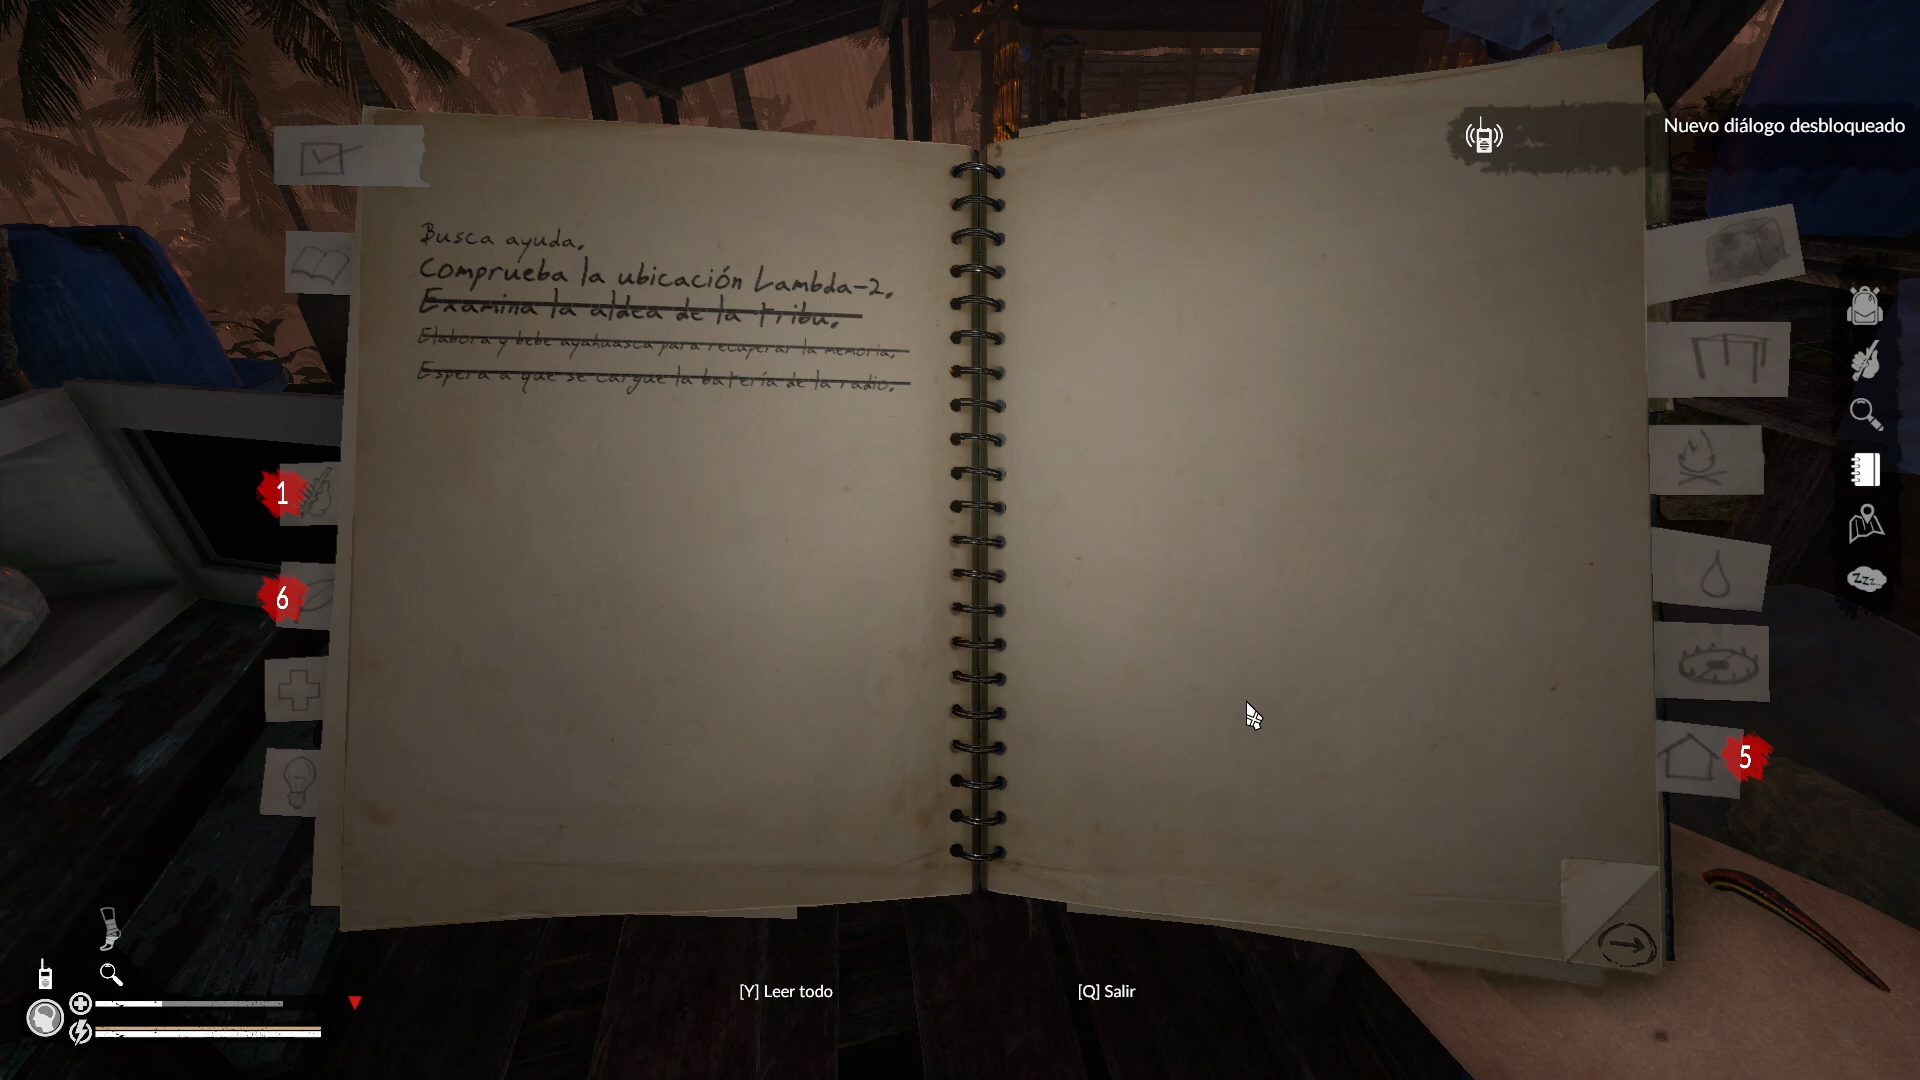 Nuevo diálogo desbloqueado
Busca ayuda.
Comprueba la ubicación Lambda-2.
Examina la aldea de la tribu.
Elabora y bebe ayahuasca para recuperar la memoria.
Espera a que se cargue la batería de la radio.
1
6
5
zzz...
[Y] Leer todo
[Q] Salir